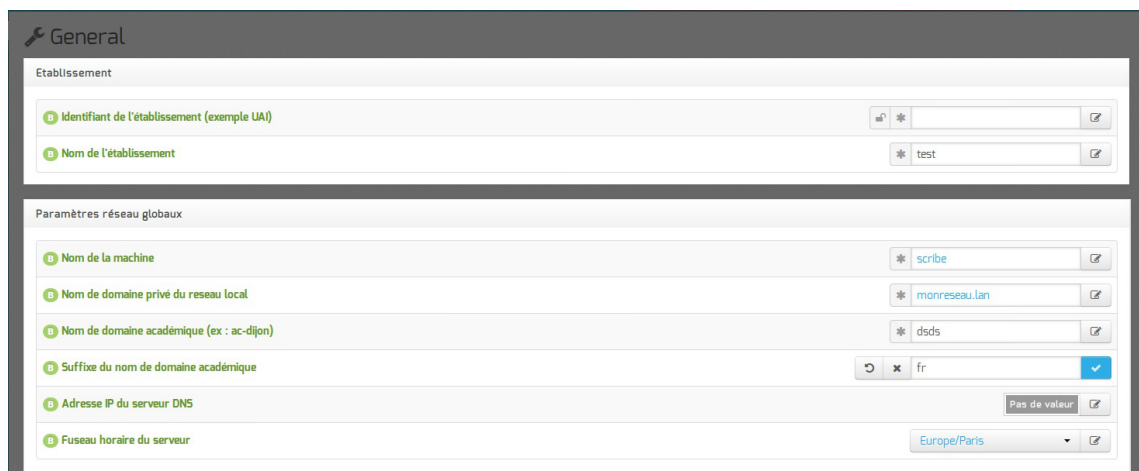 General
Etablissement
B Identifiant de l'établissement (exemple UAI)
B Nom de l'établissement test
Paramètres réseau globaux
B Nom de la machine scribe
B Nom de domaine privé du reseau local monreseau.lan
B Nom de domaine académique (ex : ac-dijon) dsds
B Suffixe du nom de domaine académique fr
B Adresse IP du serveur DNS Pas de valeur
B Fuseau horaire du serveur Europe/Paris